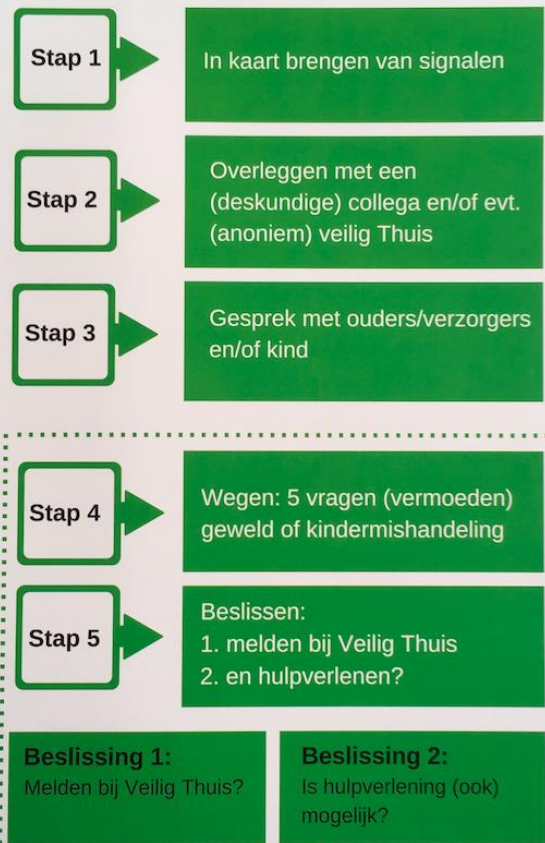 Stap 1
In kaart brengen van signalen
Stap 2
Overleggen met een
(deskundige) collega en/of evt.
(anoniem) veilig Thuis
Stap 3
Gesprek met ouders/verzorgers
en/of kind
Stap 4
Wegen: 5 vragen (vermoeden)
geweld of kindermishandeling
Stap 5
Beslissen:
1. melden bij Veilig Thuis
2. en hulpverlenen?
Beslissing 1:
Melden bij Veilig Thuis?
Beslissing 2:
Is hulpverlening (ook)
mogelijk?